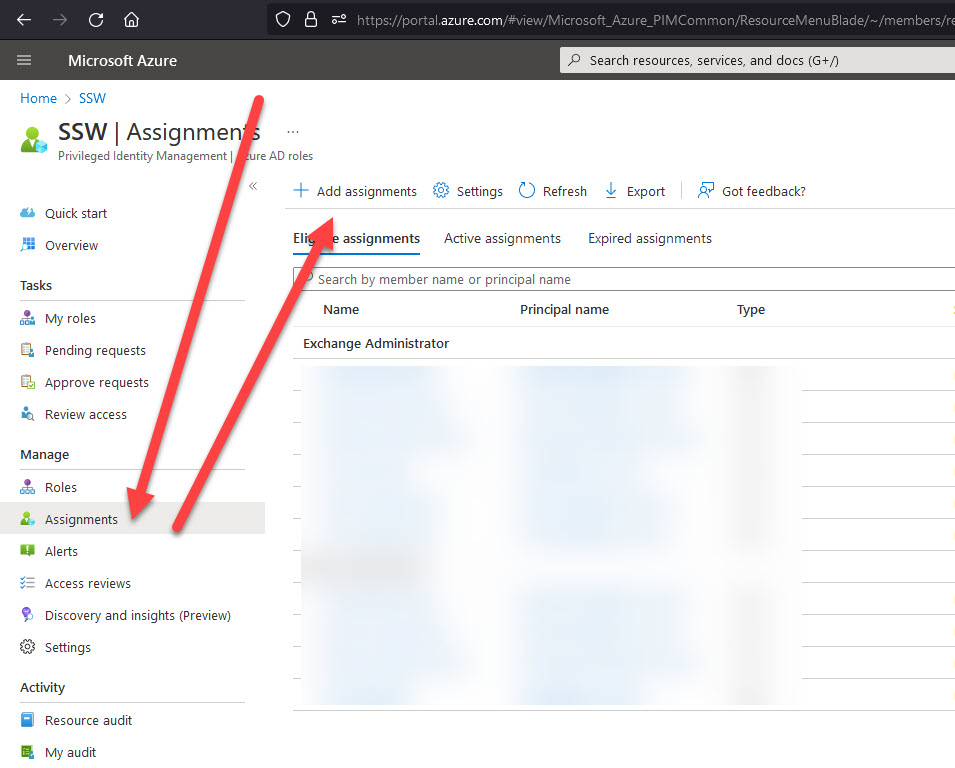 https://portal.azure.com/#view/Microsoft_Azure_PIMCommon/ResourceMenuBlade/~/members/re
Microsoft Azure
Search resources, services, and docs (G+/)
Home > SSW
SSW | Assignments ...
Privileged Identity Management | Azure AD roles
«
Add assignments Settings Refresh Export Got feedback?
Quick start
Overview
Eligible assignments Active assignments Expired assignments
Search by member name or principal name
Name Principal name Type
Exchange Administrator
Tasks
My roles
Pending requests
Approve requests
Review access
Manage
Roles
Assignments
Alerts
Access reviews
Discovery and insights (Preview)
Settings
Activity
Resource audit
My audit